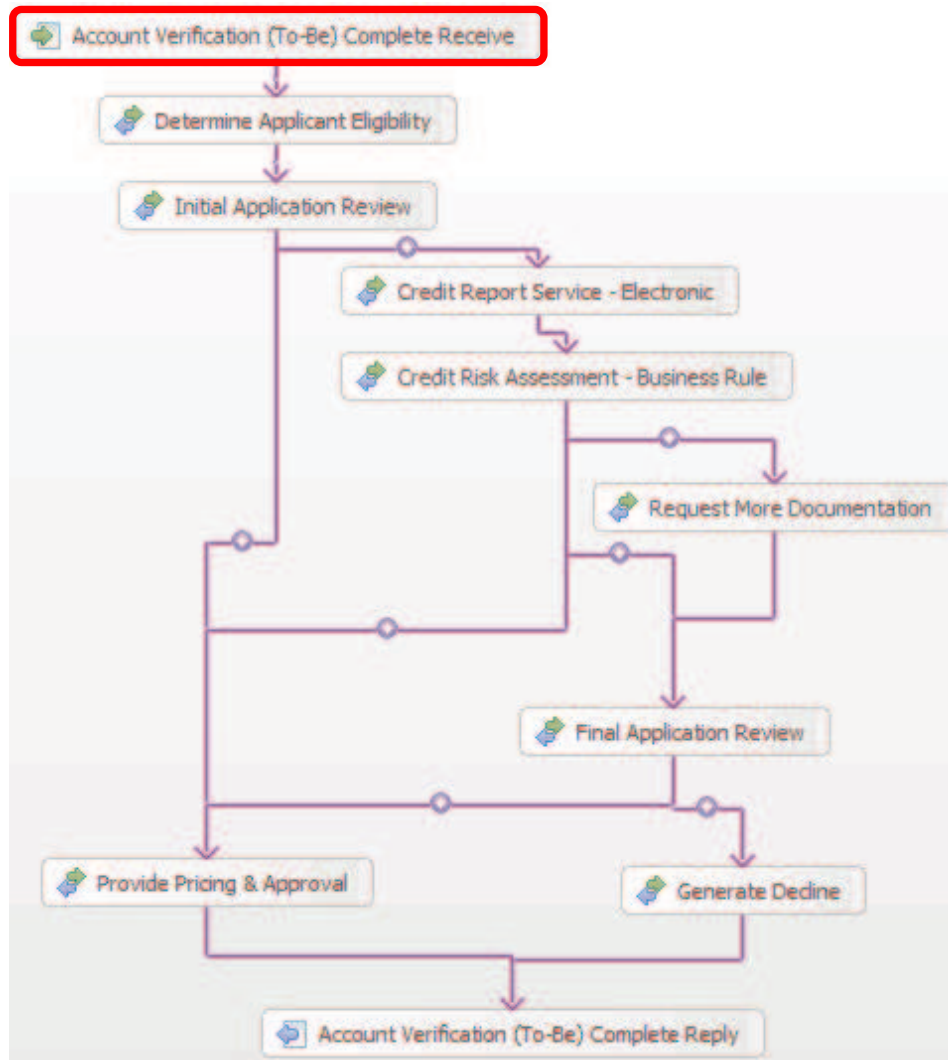 Account Verification (To-Be) Complete Receive
Determine Applicant Eligibility
Initial Application Review
Credit Report Service - Electronic
Credit Risk Assessment - Business Rule
Request More Documentation
Final Application Review
Provide Pricing & Approval
Generate Decline
Account Verification (To-Be) Complete Reply